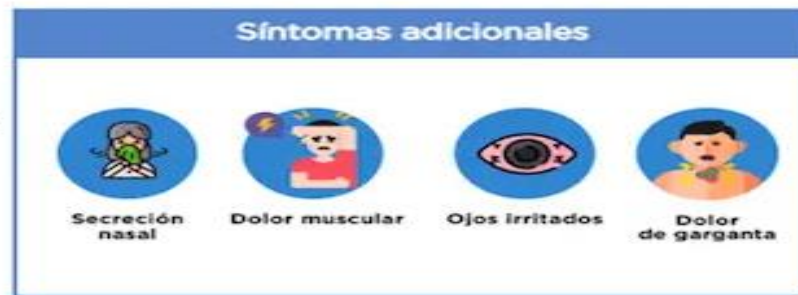 Síntomas adicionales
Secreción
nasal
Dolor muscular
Ojos irritados
Dolor
de garganta